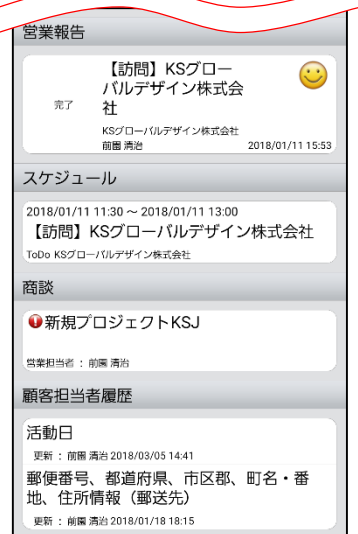 営業報告
【訪問】KSグロー
バルデザイン株式会
社
完了
KSグローバルデザイン株式会社
前園 清治 2018/01/11 15:53
スケジュール
2018/01/11 11:30 ～ 2018/01/11 13:00
【訪問】KSグローバルデザイン株式会社
ToDo KSグローバルデザイン株式会社
商談
新規プロジェクトKSJ
営業担当者 : 前園 清治
顧客担当者履歴
活動日
更新 : 前園 清治 2018/03/05 14:41
郵便番号、都道府県、市区郡、町名・番
地、住所情報（郵送先）
更新 : 前園 清治 2018/01/18 18:15